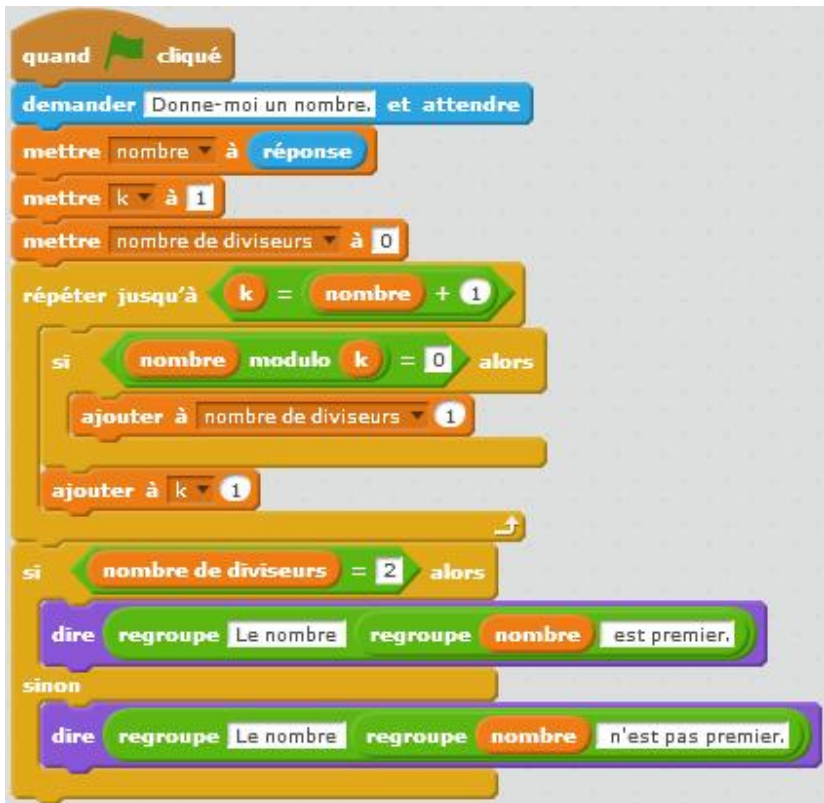 quand cliqué
demander Donne-moi un nombre. et attendre
mettre nombre à réponse
mettre k à 1
mettre nombre de diviseurs à 0
répéter jusqu'à k = nombre + 1
si nombre modulo k = 0 alors
ajouter à nombre de diviseurs 1
ajouter à k 1
si nombre de diviseurs = 2 alors
dire regroupe Le nombre regroupe nombre est premier.
sinon
dire regroupe Le nombre regroupe nombre n'est pas premier.